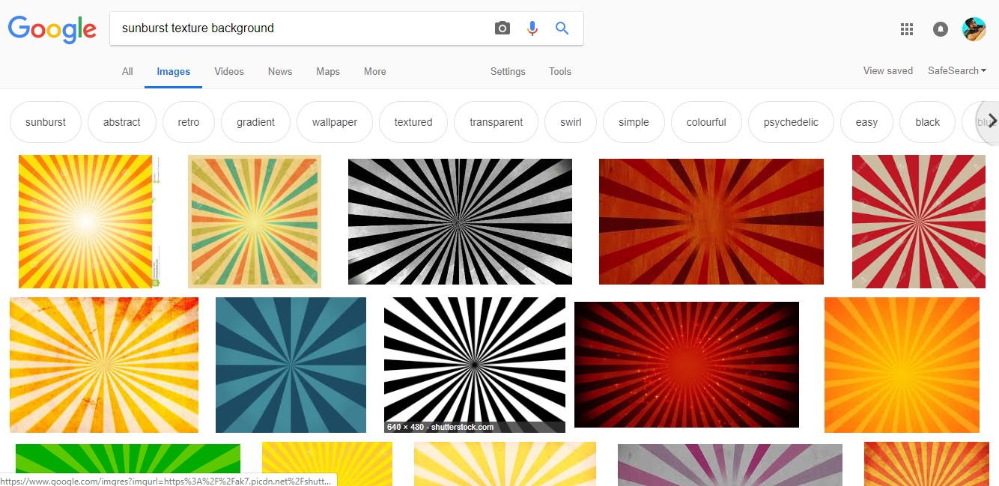 Google
sunburst texture background
All Images Videos News Maps More Settings Tools
View saved SafeSearch
sunburst abstract retro gradient wallpaper textured transparent swirl simple colourful psychedelic easy black blue
640 × 480 - shutterstock.com
https://www.google.com/imgres?imgurl=https%3A%2F%2Fak7.picdn.net%2Fshutt...